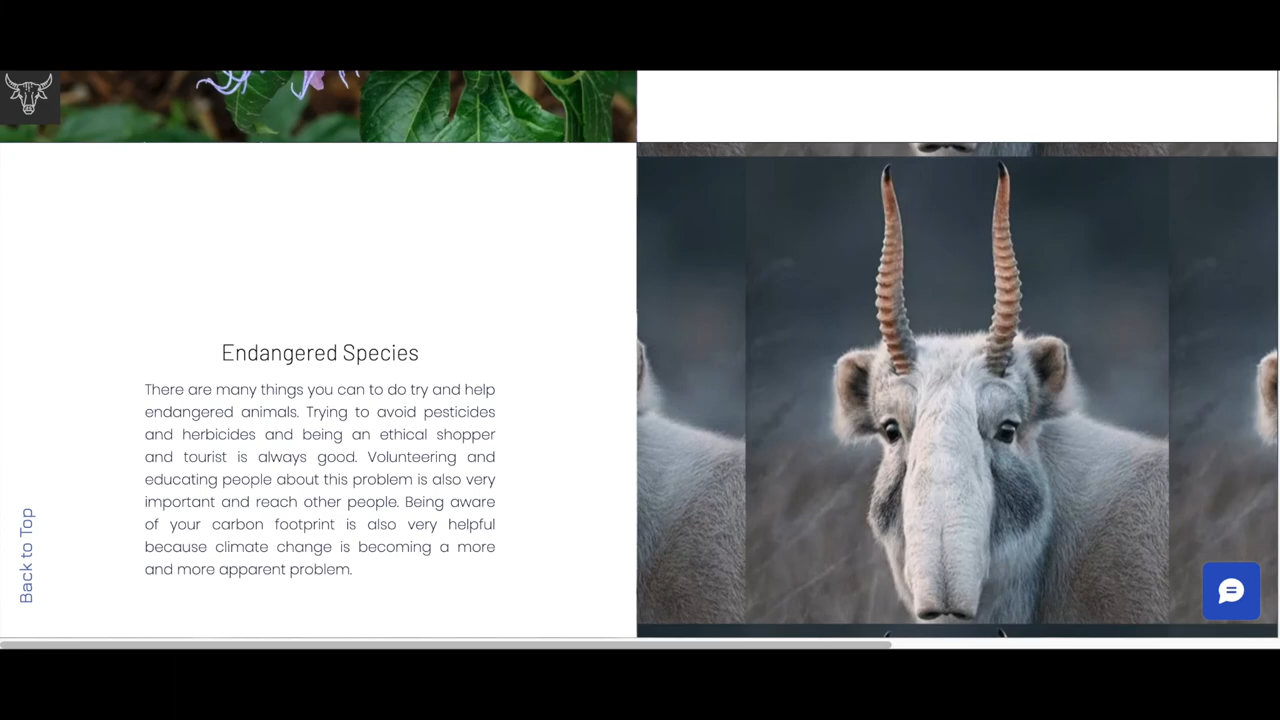 Endangered Species
There are many things you can to do try and help
endangered animals. Trying to avoid pesticides
and herbicides and being an ethical shopper
and tourist is always good. Volunteering and
educating people about this problem is also very
important and reach other people. Being aware
of your carbon footprint is also very helpful
because climate change is becoming a more
and more apparent problem.
Back to Top